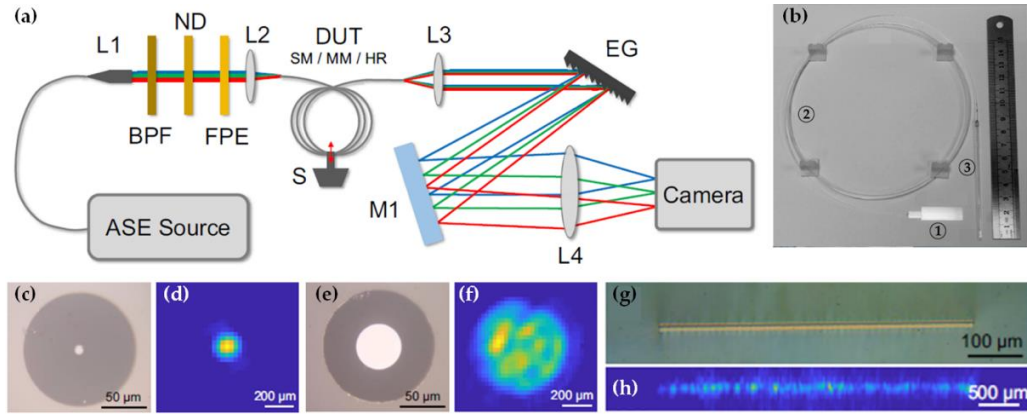 (a)
ND
L1
L2
DUT
SM / MM / HR
L3
EG
BPF
FPE
S
M1
L4
ASE Source
Camera
(b)
①
②
③
(c)
50 µm
(d)
200 µm
(e)
50 µm
(f)
200 µm
(g)
100 µm
(h)
500 µm